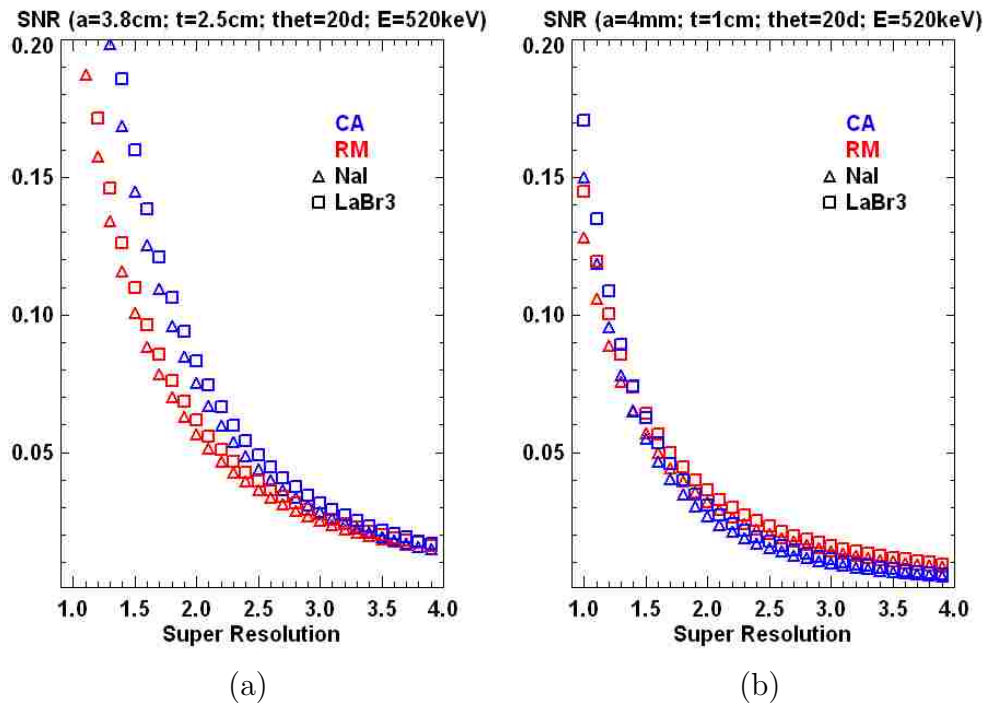 SNR (a=3.8cm; t=2.5cm; thet=20d; E=520keV)
0.20
0.15
0.10
0.05
CA
RM
NaI
LaBr3
1.0 1.5 2.0 2.5 3.0 3.5 4.0
Super Resolution
(a)
SNR (a=4mm; t=1cm; thet=20d; E=520keV)
0.20
0.15
0.10
0.05
CA
RM
NaI
LaBr3
1.0 1.5 2.0 2.5 3.0 3.5 4.0
Super Resolution
(b)